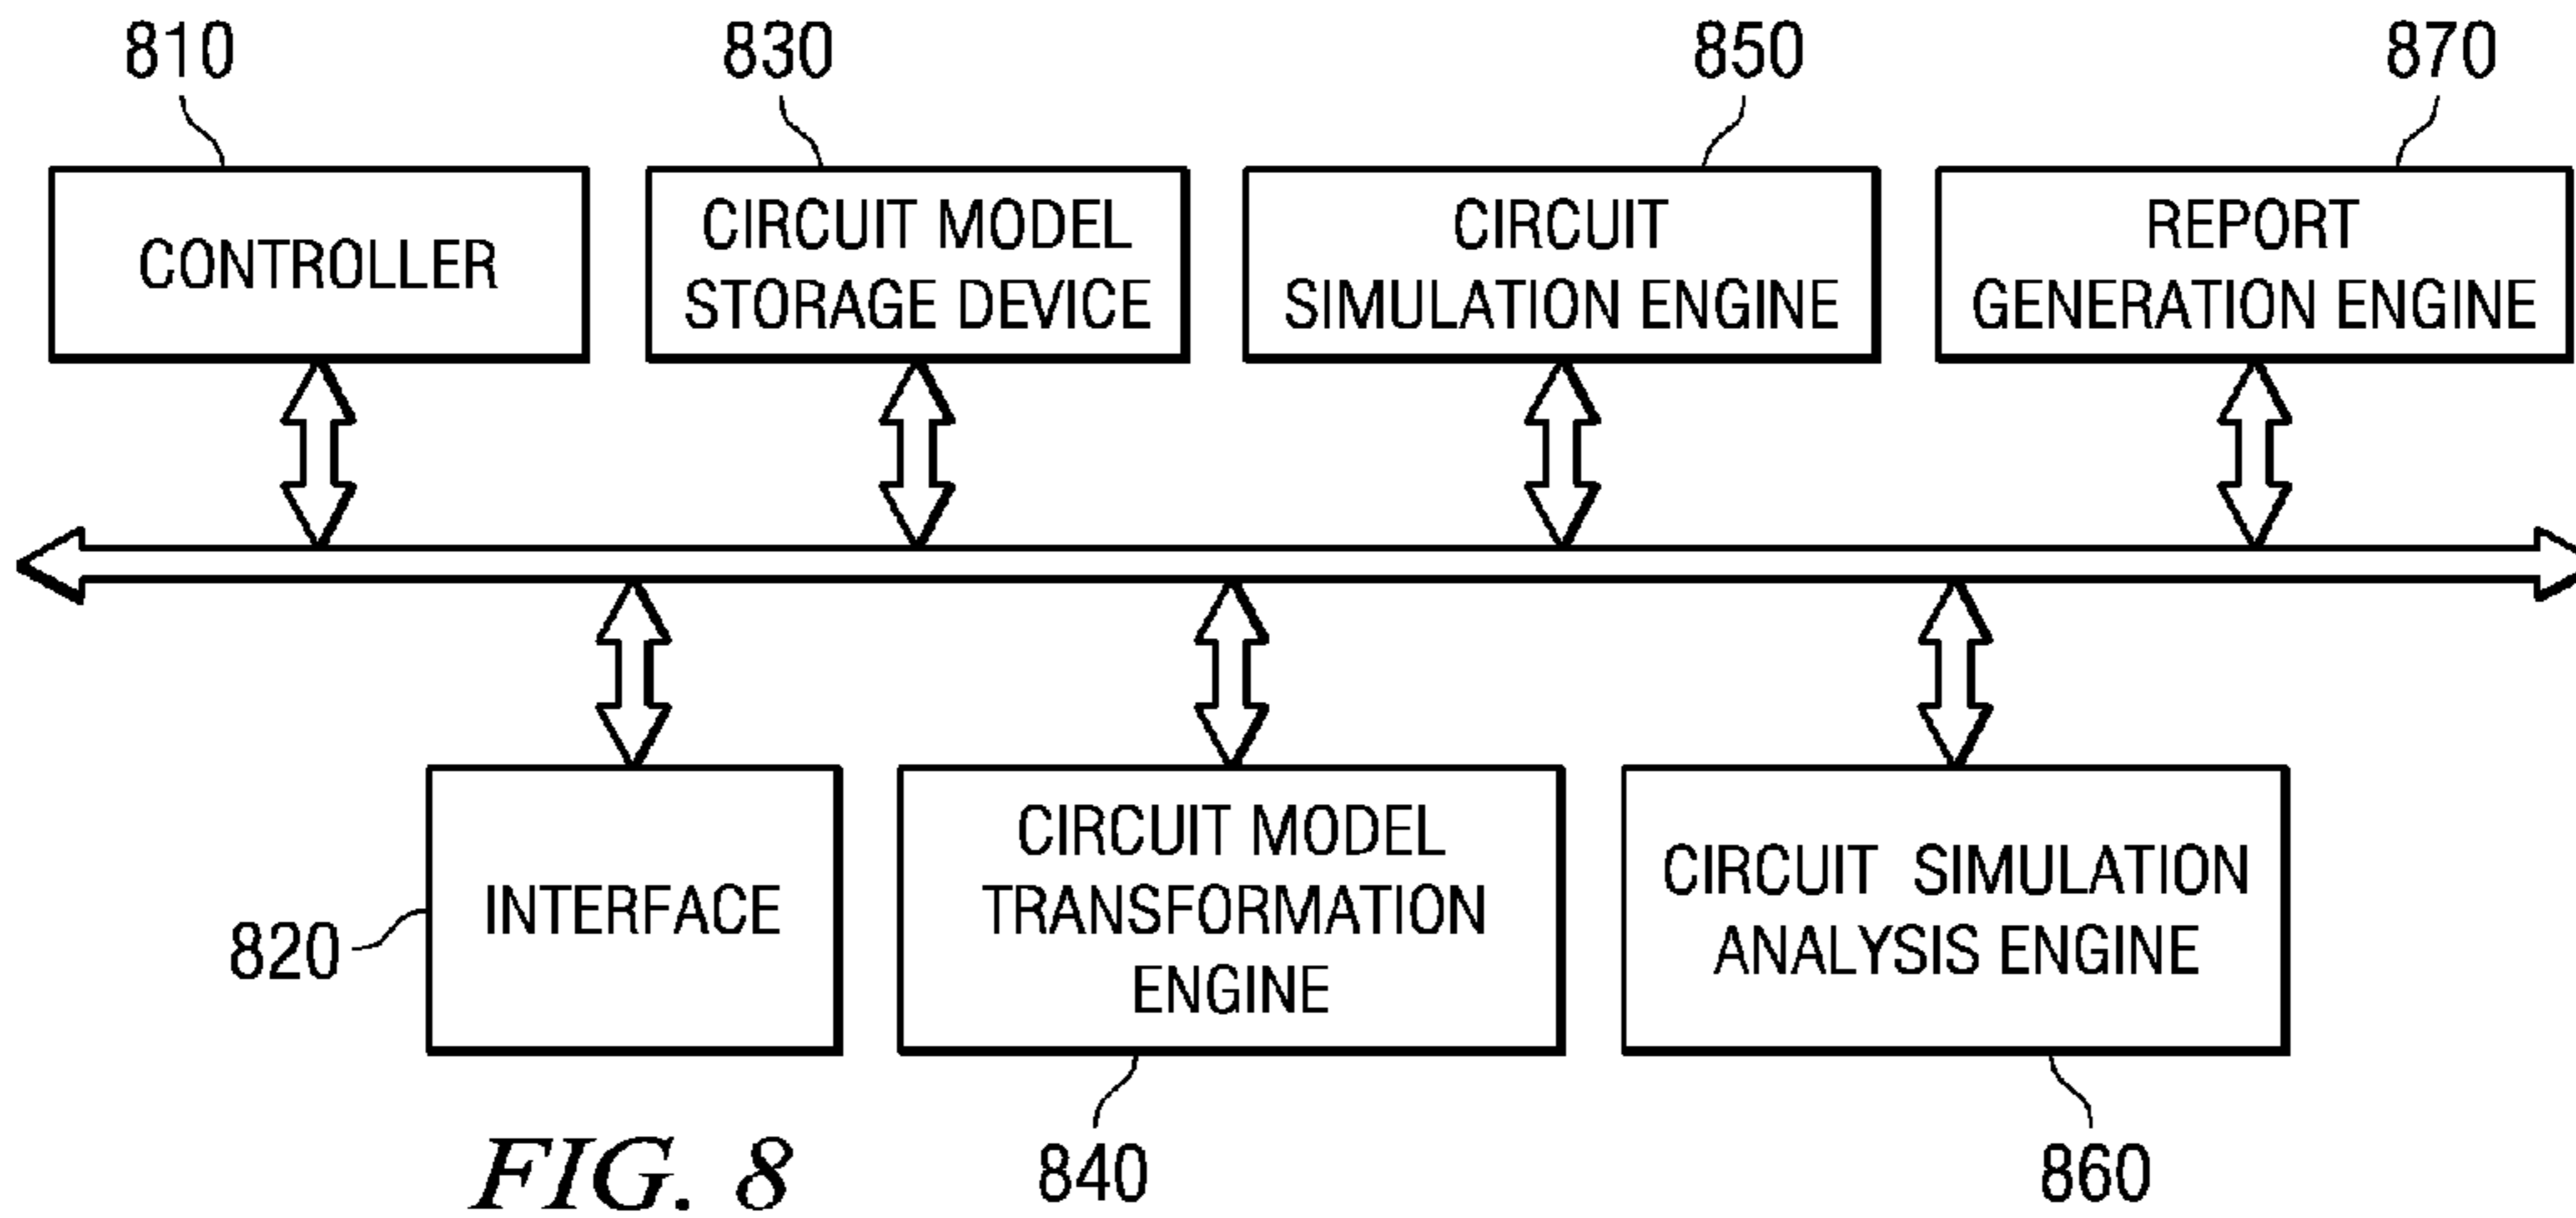 810
830
850
870
CONTROLLER
CIRCUIT MODEL
STORAGE DEVICE
CIRCUIT
SIMULATION ENGINE
REPORT
GENERATION ENGINE
820
INTERFACE
CIRCUIT MODEL
TRANSFORMATION
ENGINE
CIRCUIT SIMULATION
ANALYSIS ENGINE
840
860
FIG. 8